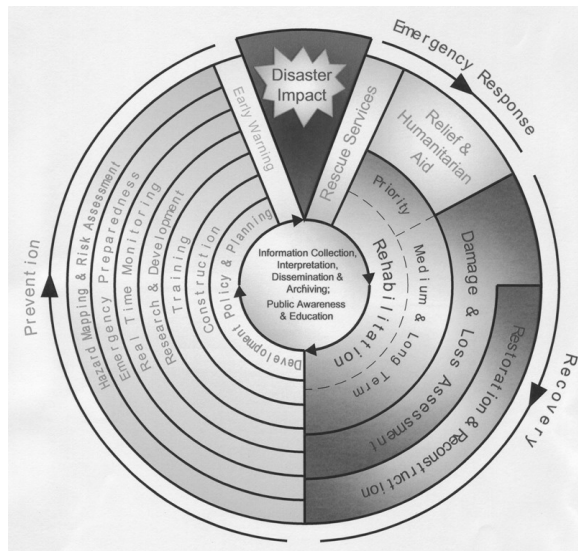 Disaster
Impact
Emergency Response
Early Warning
Rescue Services
Relief &
Humanitarian
Aid
Priority
Rehabilitation
Medium & Long Term
Damage & Loss Assessment
Restoration & Reconstruction
Recovery
Information Collection,
Interpretation,
Dissemination &
Archiving;
Public Awareness
& Education
Prevention
Hazard Mapping & Risk Assessment
Emergency Preparedness
Real Time Monitoring
Research & Development
Training
Construction
Development Policy & Planning